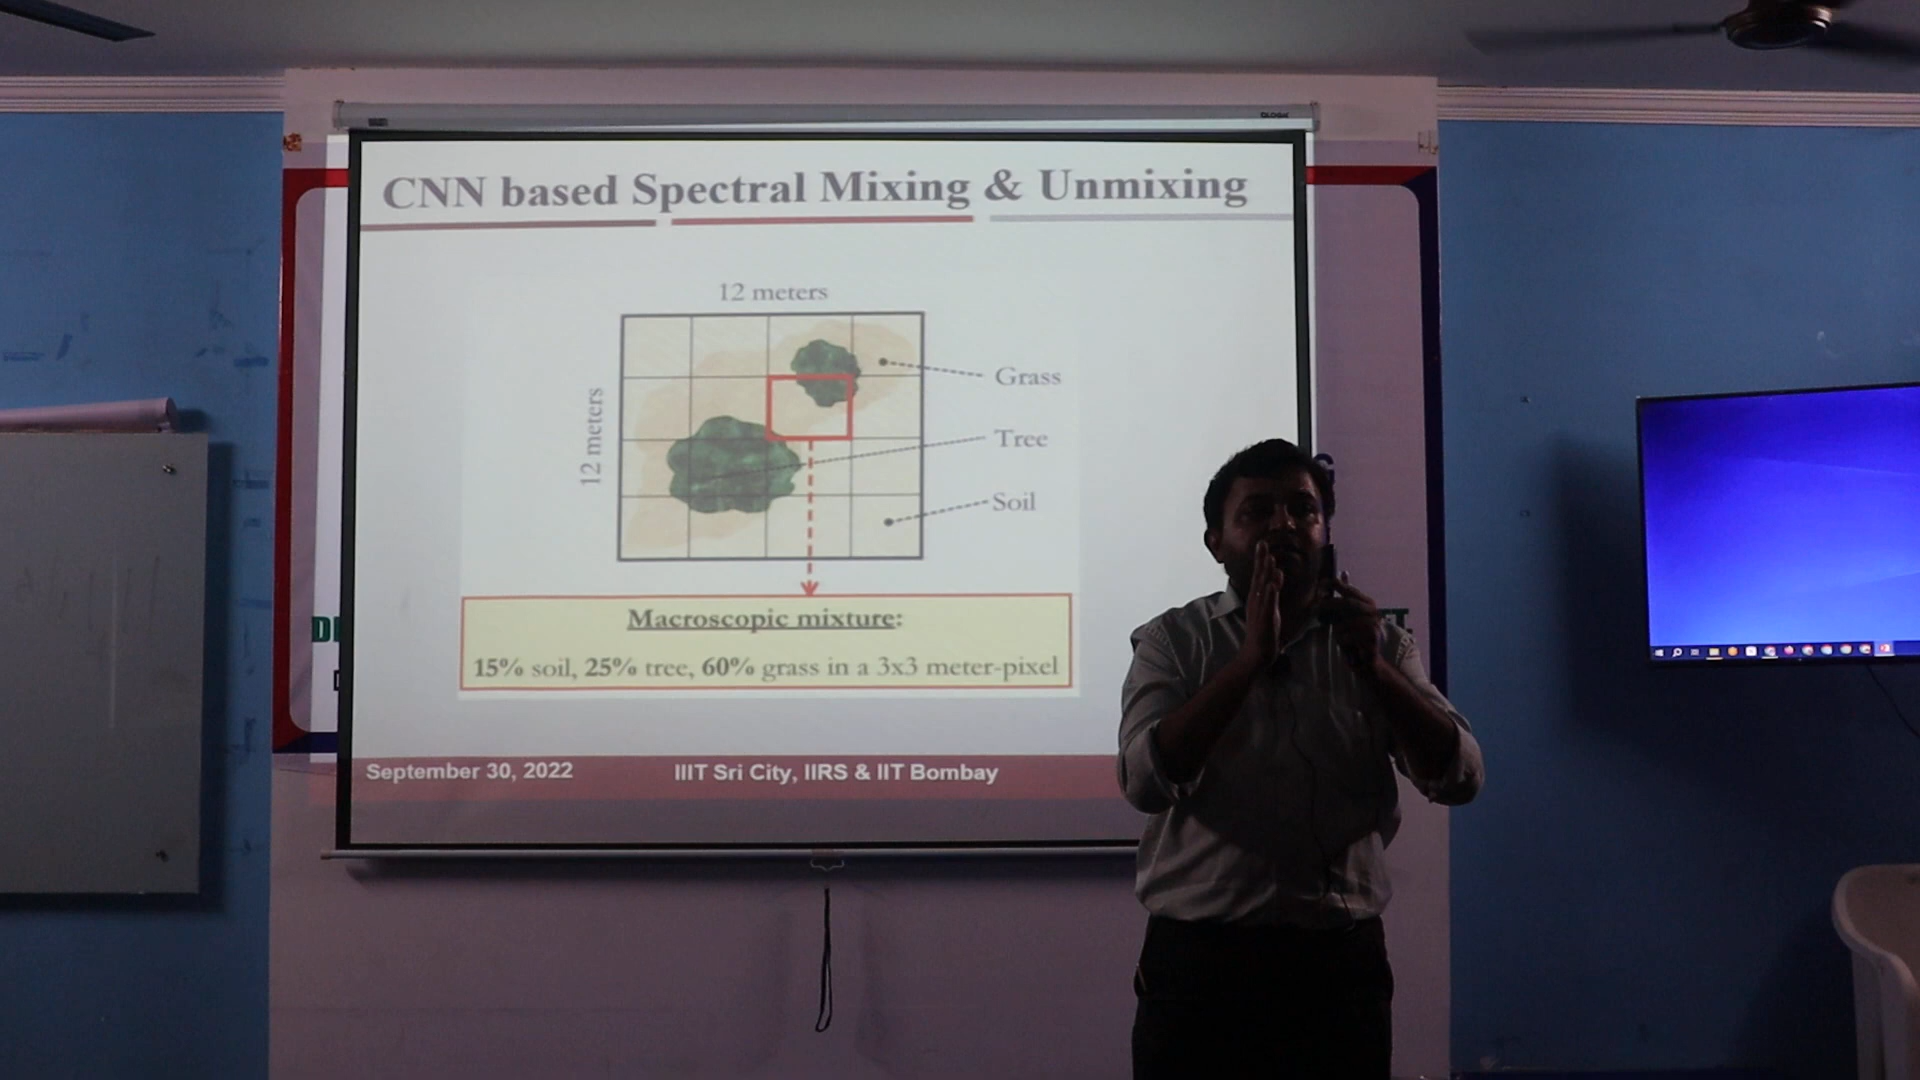 CNN based Spectral Mixing & Unmixing
12 meters
12 meters
Grass
Tree
Soil
Macroscopic mixture:
15% soil, 25% tree, 60% grass in a 3x3 meter-pixel
September 30, 2022
IIIT Sri City, IIRS & IIT Bombay